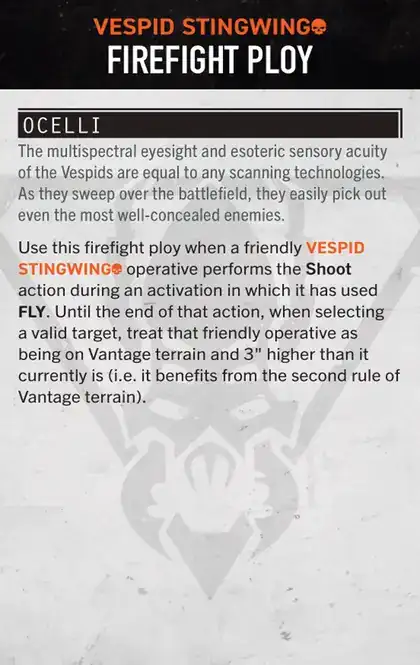 VESPID STINGWING
FIREFIGHT PLOY
OCELLI
The multispectral eyesight and esoteric sensory acuity
of the Vespids are equal to any scanning technologies.
As they sweep over the battlefield, they easily pick out
even the most well-concealed enemies.
Use this firefight ploy when a friendly VESPID
STINGWING operative performs the Shoot
action during an activation in which it has used
FLY. Until the end of that action, when selecting
a valid target, treat that friendly operative as
being on Vantage terrain and 3" higher than it
currently is (i.e. it benefits from the second rule of
Vantage terrain).